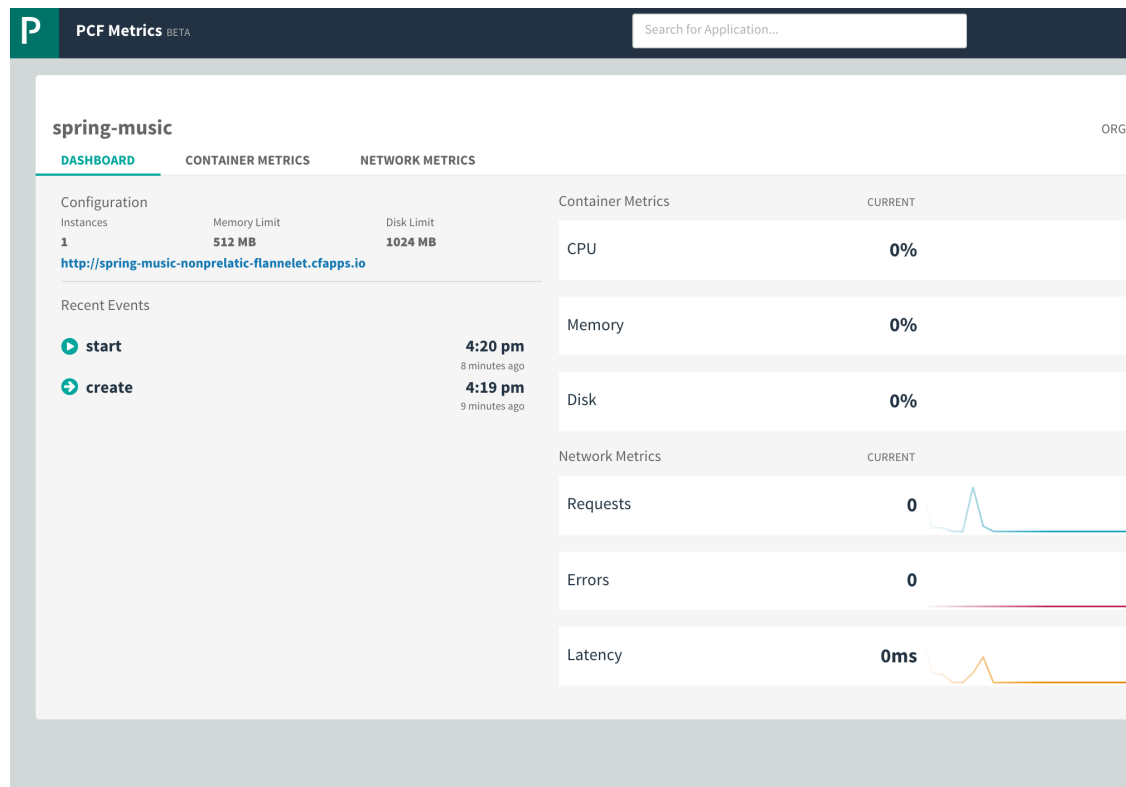 P
PCF Metrics BETA
Search for Application...
spring-music
ORG
DASHBOARD CONTAINER METRICS NETWORK METRICS
Configuration
Instances Memory Limit Disk Limit
1 512 MB 1024 MB
http://spring-music-nonprelatic-flannelet.cfapps.io
Recent Events
start 4:20 pm
8 minutes ago
create 4:19 pm
9 minutes ago
Container Metrics CURRENT
CPU 0%
Memory 0%
Disk 0%
Network Metrics CURRENT
Requests 0
Errors 0
Latency 0ms